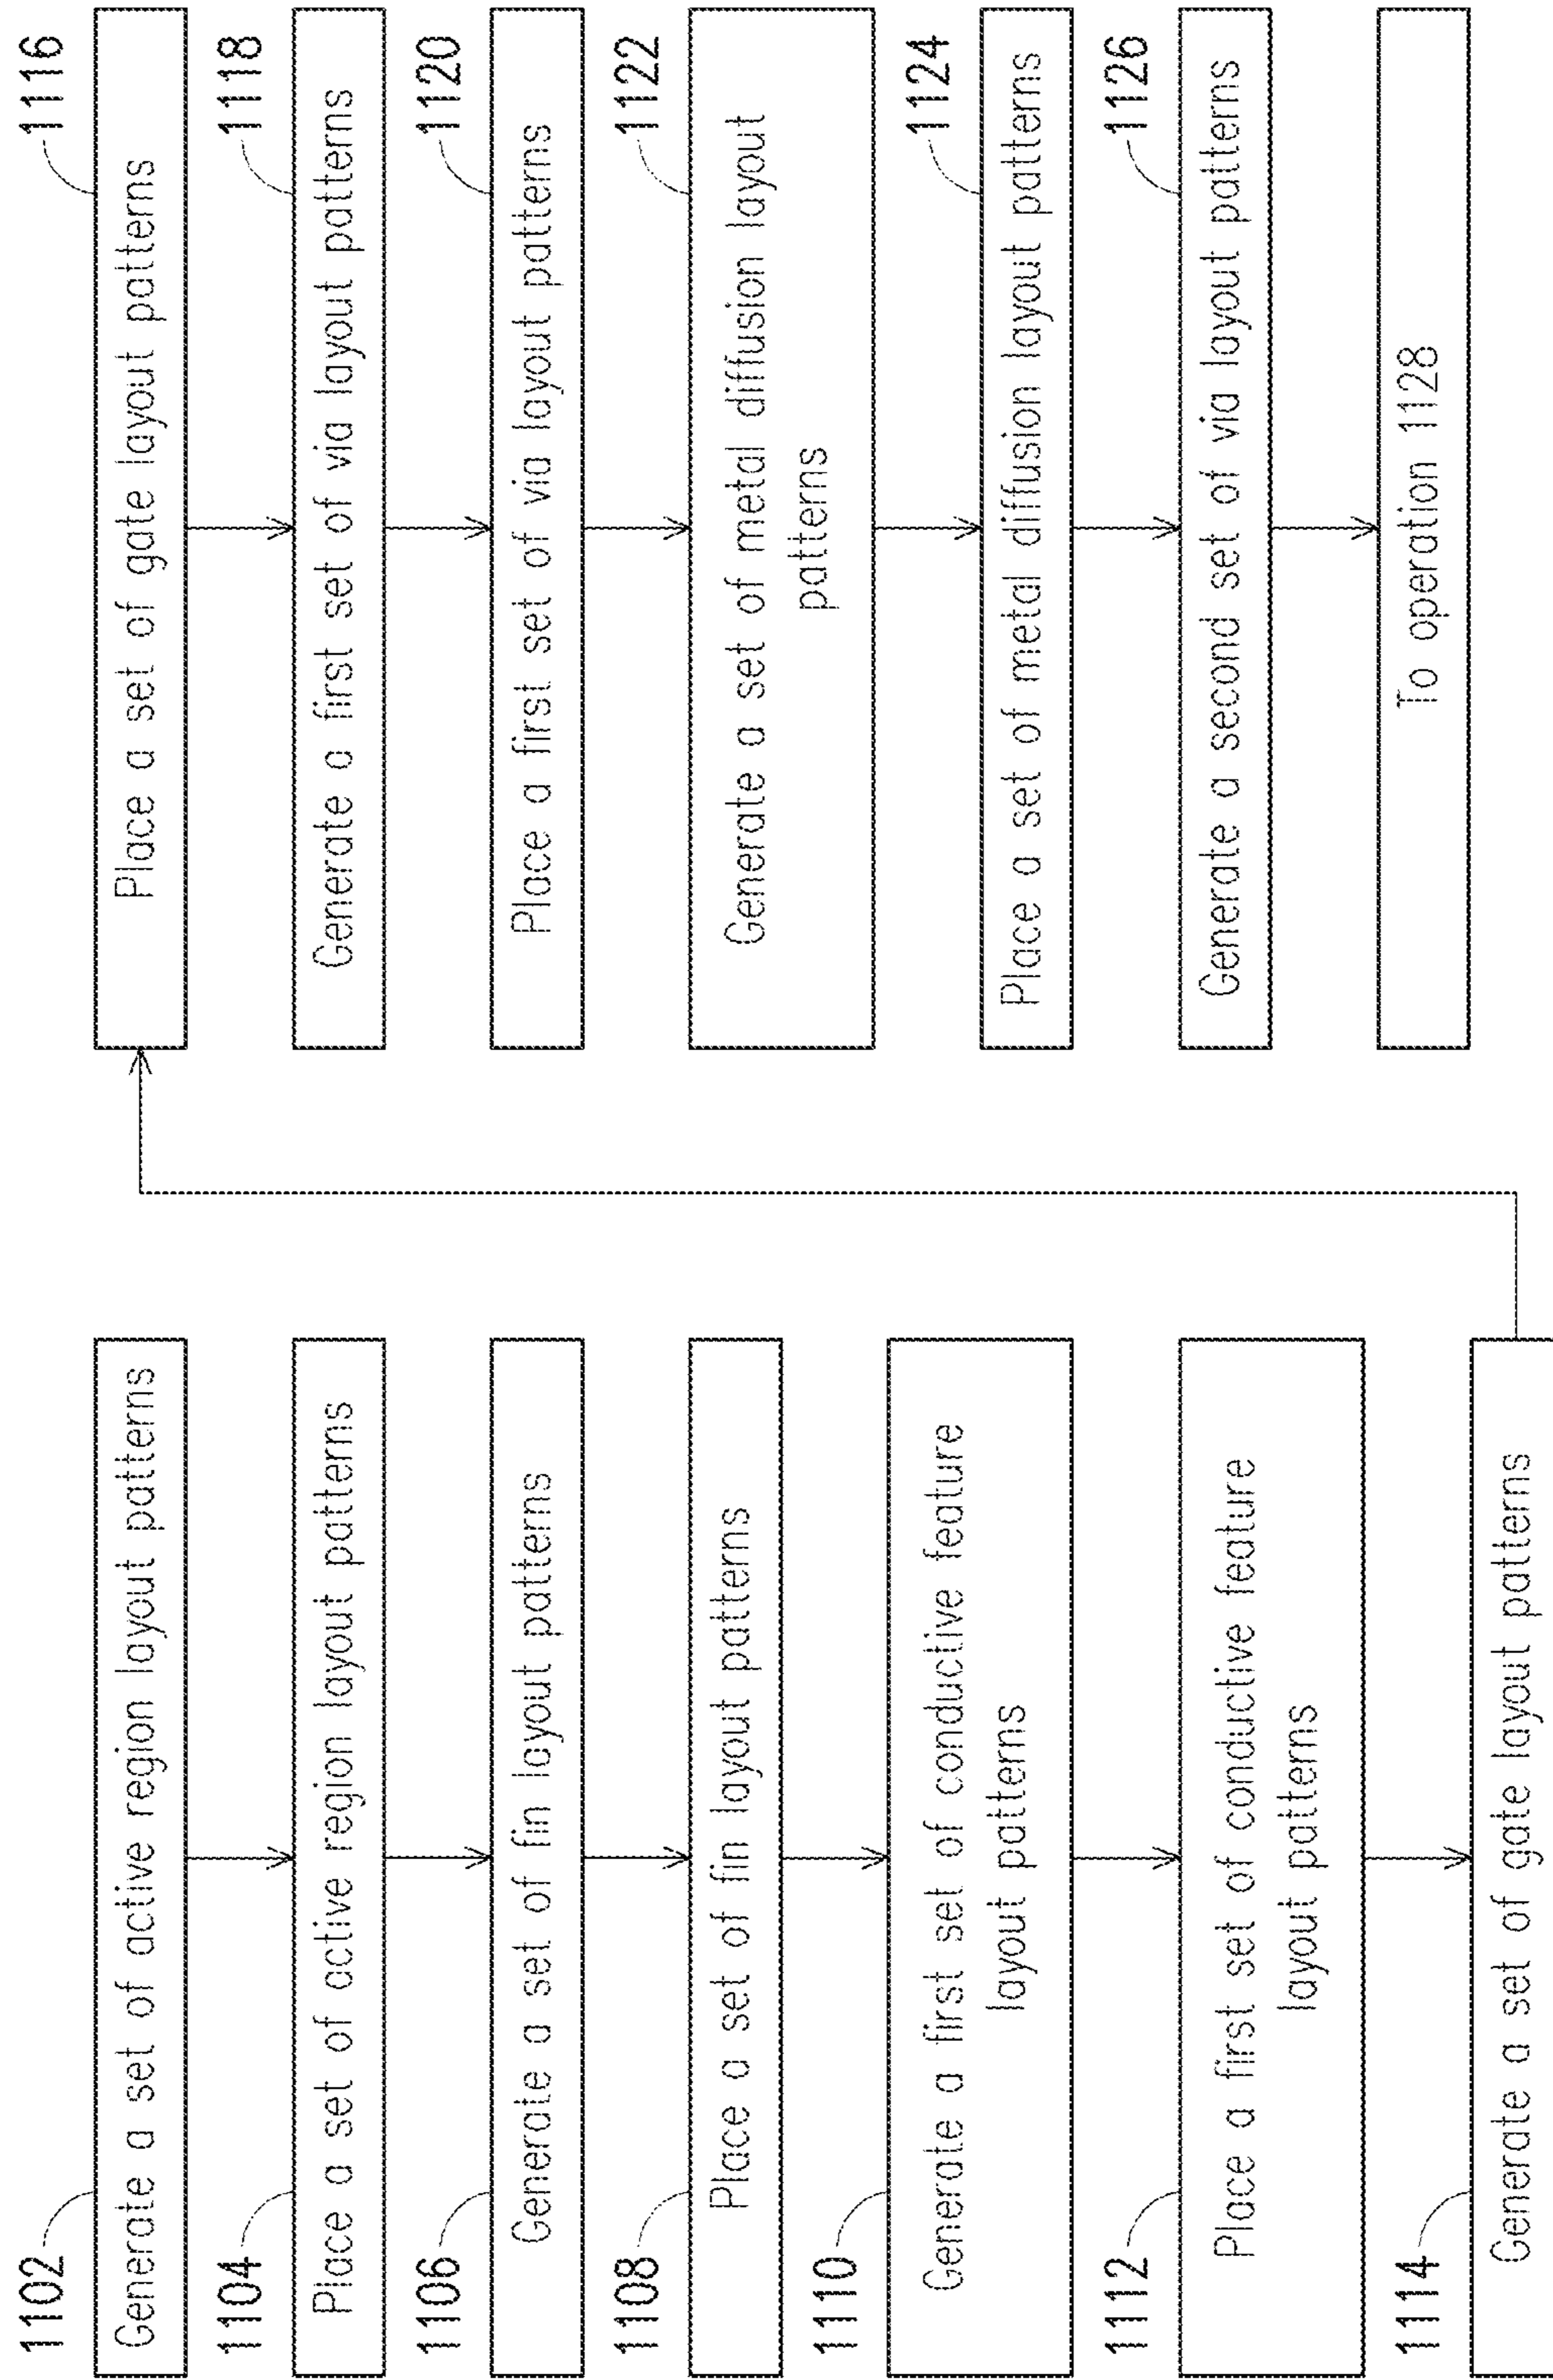 1102
Generate a set of active region layout patterns
1104
Place a set of active region layout patterns
1106
Generate a set of fin layout patterns
1108
Place a set of fin layout patterns
1110
Generate a first set of conductive feature
layout patterns
1112
Place a first set of conductive feature
layout patterns
1114
Generate a set of gate layout patterns
1116
Place a set of gate layout patterns
1118
Generate a first set of via layout patterns
1120
Place a first set of via layout patterns
1122
Generate a set of metal diffusion layout
patterns
1124
Place a set of metal diffusion layout patterns
1126
Generate a second set of via layout patterns
To operation 1128